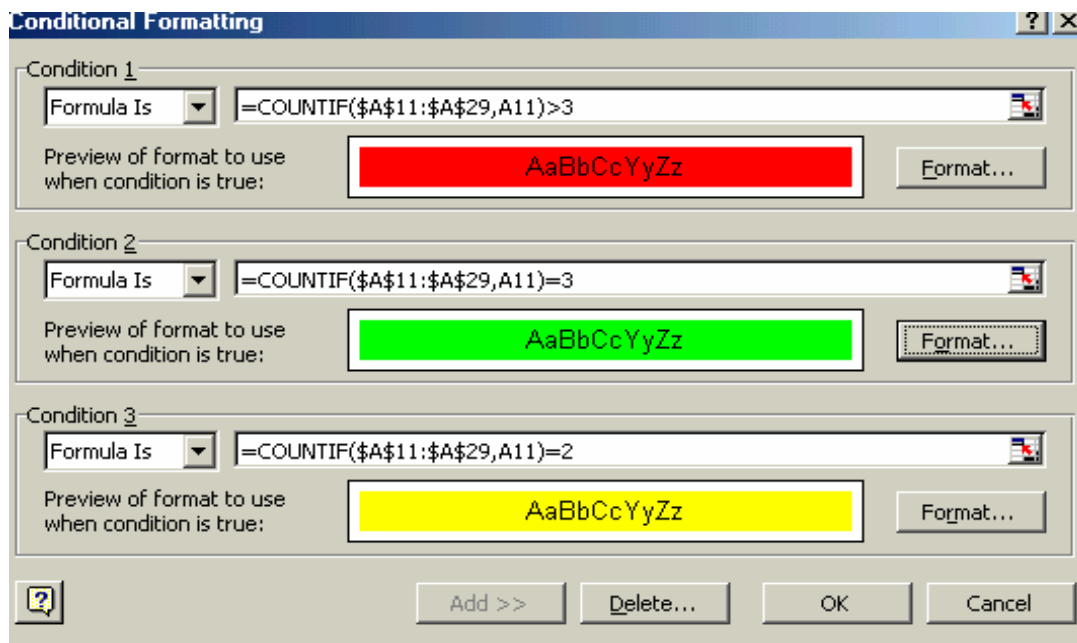 Conditional Formatting
Condition 1
Formula Is =COUNTIF($A$11:$A$29,A11)>3
Preview of format to use
when condition is true:
AaBbCcYyZz
Format...
Condition 2
Formula Is =COUNTIF($A$11:$A$29,A11)=3
Preview of format to use
when condition is true:
AaBbCcYyZz
Format...
Condition 3
Formula Is =COUNTIF($A$11:$A$29,A11)=2
Preview of format to use
when condition is true:
AaBbCcYyZz
Format...
Add >> Delete... OK Cancel